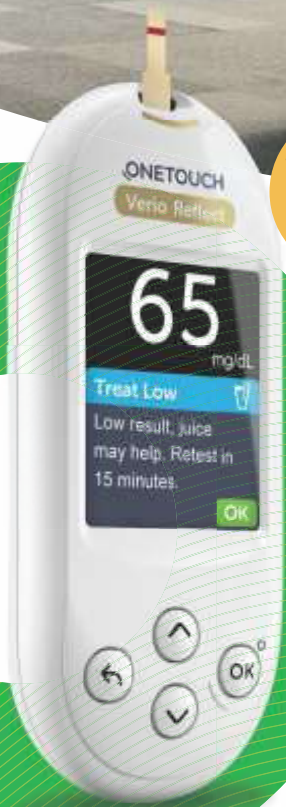 ONETOUCH
Verio Reflect
65
mg/dL
Treat Low
Low result, juice
may help. Retest in
15 minutes.
OK
OK